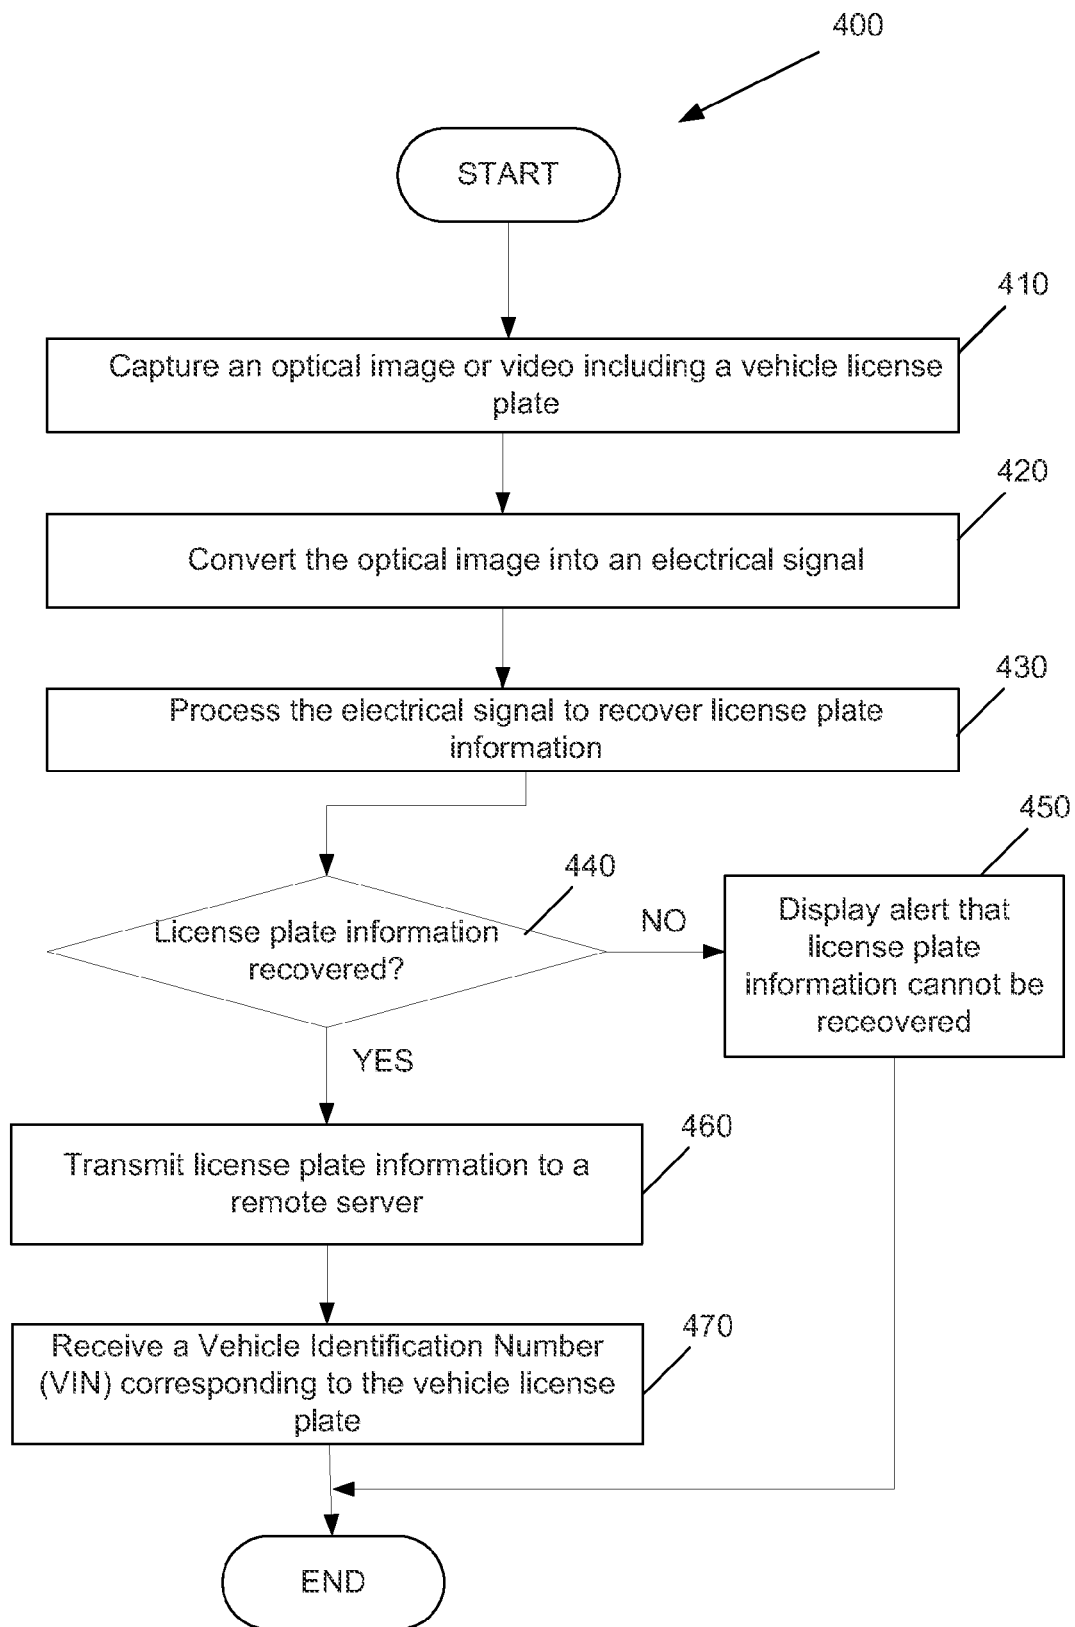 400
START
410
Capture an optical image or video including a vehicle license
plate
420
Convert the optical image into an electrical signal
430
Process the electrical signal to recover license plate
information
440
License plate information
recovered?
NO
450
Display alert that
license plate
information cannot be
receovered
YES
460
Transmit license plate information to a
remote server
470
Receive a Vehicle Identification Number
(VIN) corresponding to the vehicle license
plate
END